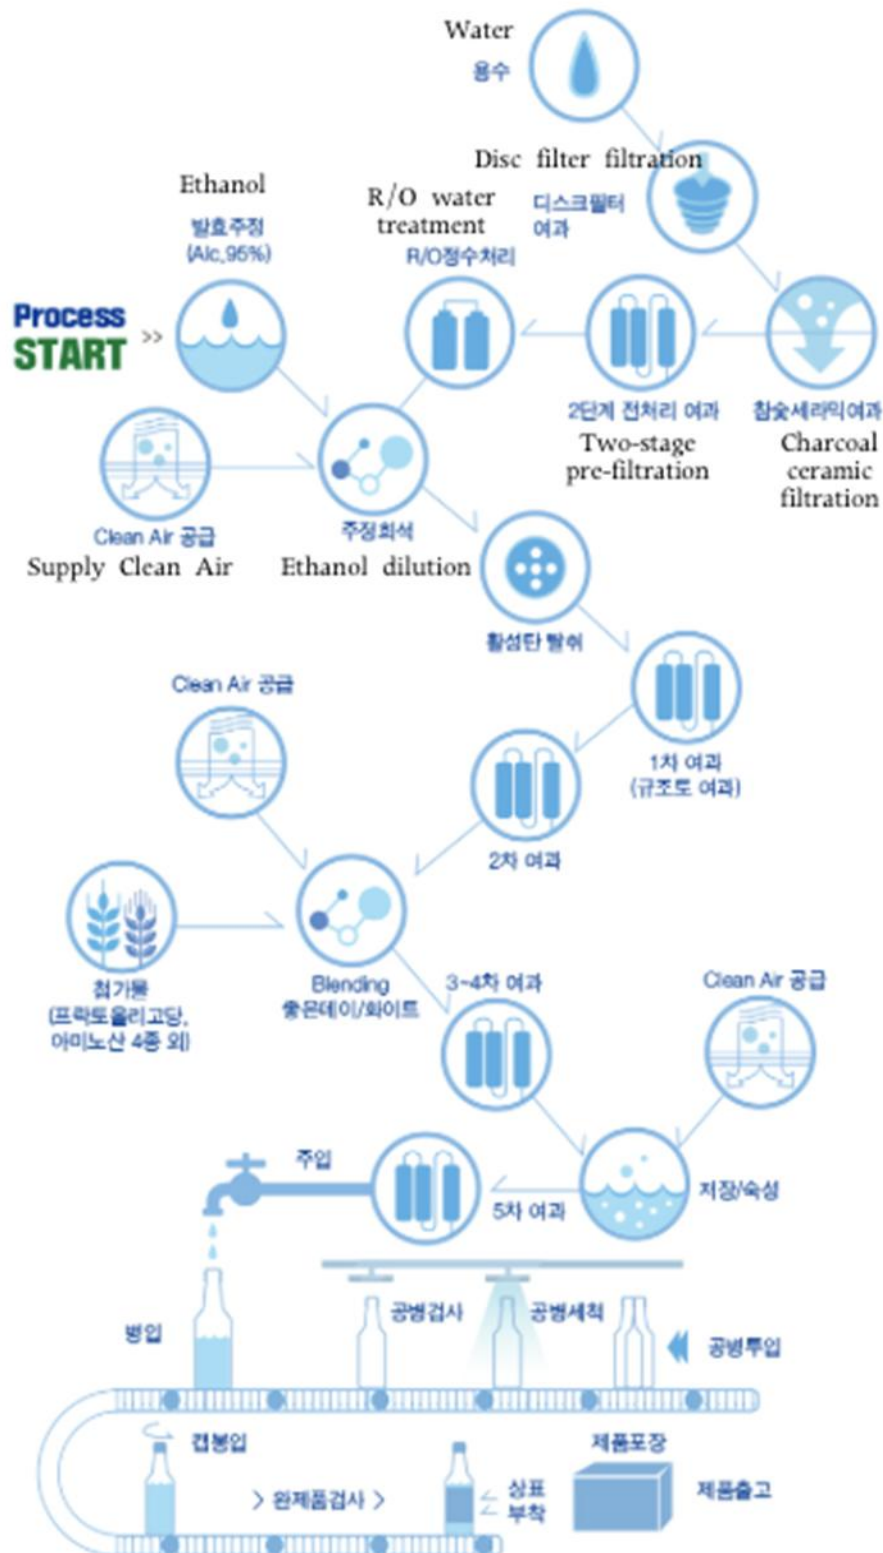 Water
용수
Disc filter filtration
디스크필터
여과
Ethanol
발효주정
(Alc.95%)
R/O water
treatment
R/O정수처리
Process
START
>>
2단계 전처리 여과
Two-stage
pre-filtration
참숯세라믹여과
Charcoal
ceramic
filtration
Clean Air 공급
Supply Clean Air
주정희석
Ethanol dilution
활성탄 탈취
Clean Air 공급
1차 여과
(규조토 여과)
2차 여과
첨가물
(프락토올리고당,
아미노산 4종 외)
Blending
좋은데이/화이트
3~4차 여과
Clean Air 공급
저장/숙성
5차 여과
주입
병입
공병검사
공병세척
공병투입
캡봉입
> 완제품검사 >
상표
부착
제품포장
제품출고